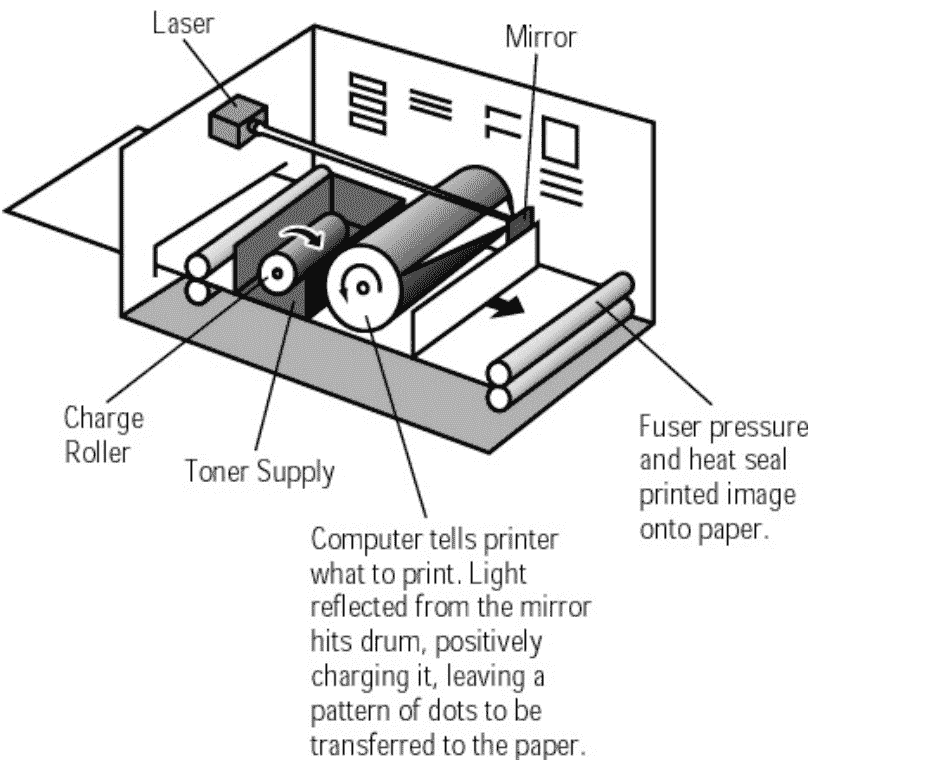 Laser
Mirror
Charge
Roller
Toner Supply
Fuser pressure
and heat seal
printed image
onto paper.
Computer tells printer
what to print. Light
reflected from the mirror
hits drum, positively
charging it, leaving a
pattern of dots to be
transferred to the paper.